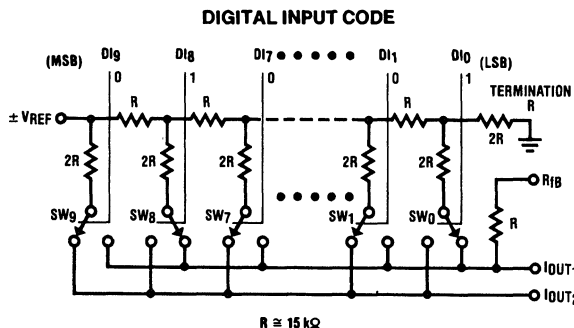 DIGITAL INPUT CODE
(MSB) DI9 DI8 DI7 DI1 DI0 (LSB)
0 1 0 0 1
TERMINATION
R
± VREF R R R 2R
2R 2R 2R 2R 2R
SW9 SW8 SW7 SW1 SW0
RfB
R
IOUT1
IOUT2
R ≅ 15 kΩ